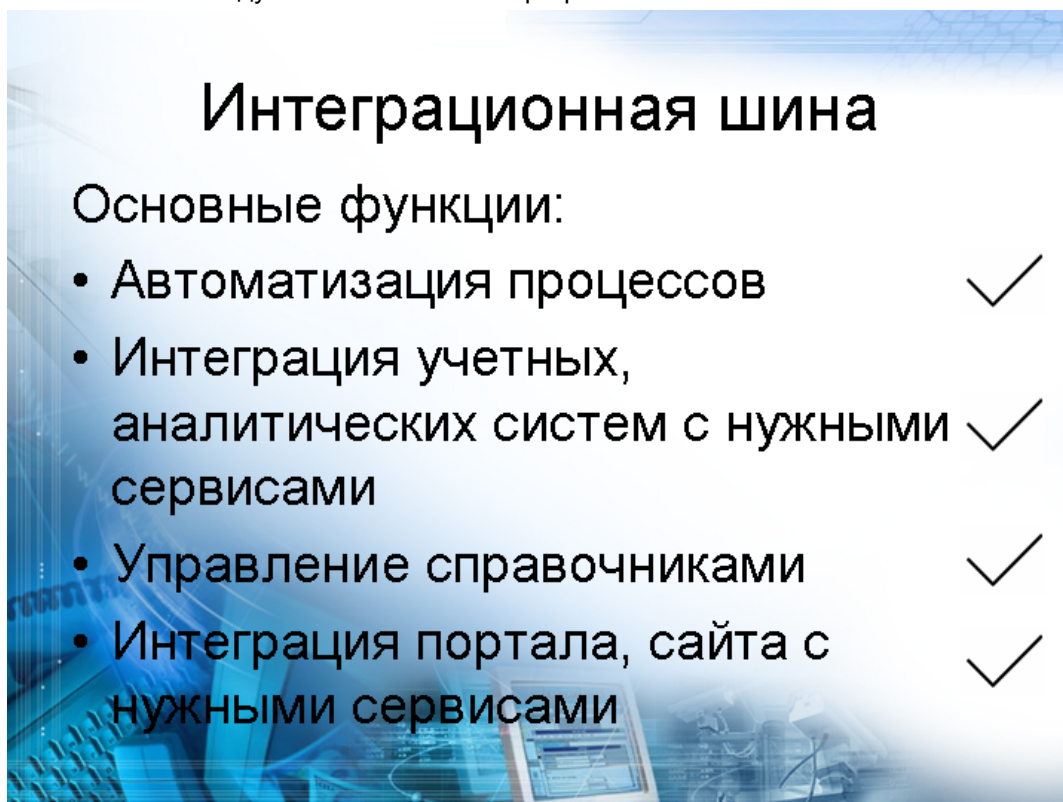 Интеграционная шина
Основные функции:
• Автоматизация процессов
• Интеграция учетных,
аналитических систем с нужными
сервисами
• Управление справочниками
• Интеграция портала, сайта с
нужными сервисами